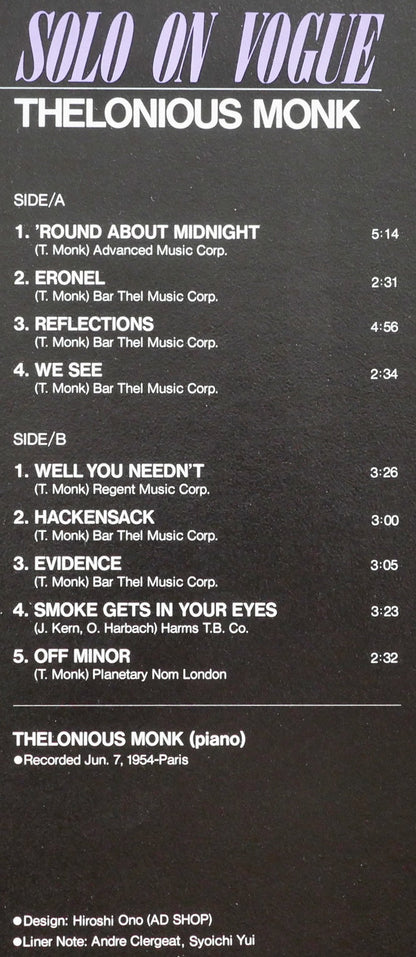 SOLO ON VOGUE
THELONIOUS MONK
SIDE/A
1. 'ROUND ABOUT MIDNIGHT 5:14
(T. Monk) Advanced Music Corp.
2. ERONEL 2:31
(T. Monk) Bar Thel Music Corp.
3. REFLECTIONS 4:56
(T. Monk) Bar Thel Music Corp.
4. WE SEE 2:34
(T. Monk) Bar Thel Music Corp.
SIDE/B
1. WELL YOU NEEDN'T 3:26
(T. Monk) Regent Music Corp.
2. HACKENSACK 3:00
(T. Monk) Bar Thel Music Corp.
3. EVIDENCE 3:05
(T. Monk) Bar Thel Music Corp.
4. SMOKE GETS IN YOUR EYES 3:23
(J. Kern, O. Harbach) Harms T.B. Co.
5. OFF MINOR 2:32
(T. Monk) Planetary Nom London
THELONIOUS MONK (piano)
●Recorded Jun. 7, 1954-Paris
●Design: Hiroshi Ono (AD SHOP)
●Liner Note: Andre Clergeat, Syoichi Yui